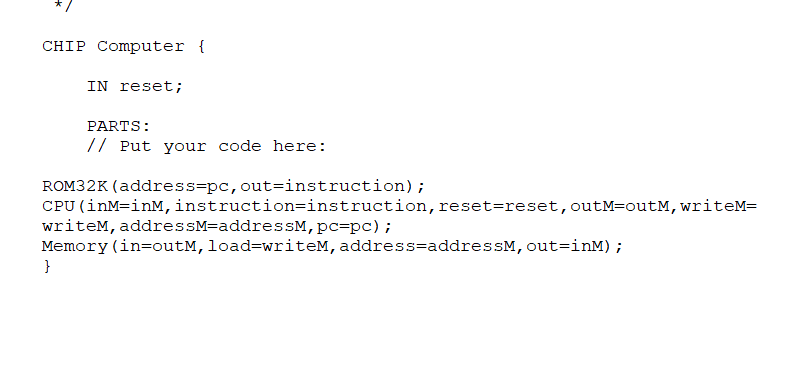 */
CHIP Computer {
IN reset;
PARTS:
// Put your code here:
ROM32K(address=pc,out=instruction);
CPU(inM=inM,instruction=instruction,reset=reset,outM=outM,writeM=
writeM,addressM=addressM,pc=pc);
Memory(in=outM,load=writeM,address=addressM,out=inM);
}